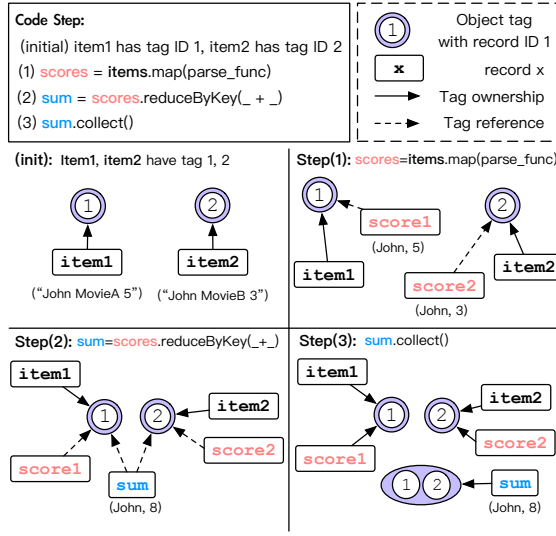 Code Step:
(initial) item1 has tag ID 1, item2 has tag ID 2
(1) scores = items.map(parse_func)
(2) sum = scores.reduceByKey(_ + _)
(3) sum.collect()
1
Object tag
with record ID 1
x
record x
Tag ownership
Tag reference
(init): Item1, item2 have tag 1, 2
1
2
item1
item2
("John MovieA 5")
("John MovieB 3")
Step(1): scores=items.map(parse_func)
1
2
score1
(John, 5)
item1
item2
score2
(John, 3)
Step(2): sum=scores.reduceByKey(_+_)
item1
1
2
item2
score1
score2
sum
(John, 8)
Step(3): sum.collect()
item1
1
2
item2
score1
score2
1 2
sum
(John, 8)